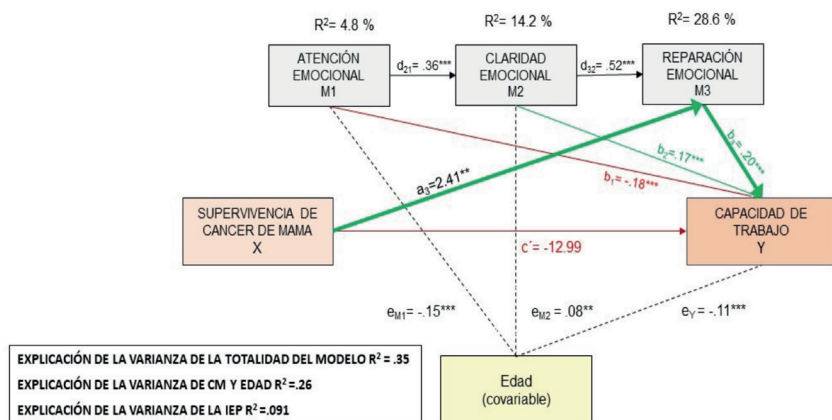 R²= 4.8 %
R²= 14.2 %
R²= 28.6 %
ATENCIÓN
EMOCIONAL
M1
d₂₁= .36***
CLARIDAD
EMOCIONAL
M2
d₃₂= .52***
REPARACIÓN
EMOCIONAL
M3
a₃=2.41**
b₁= -.18***
b₂=.17***
b₃=.20***
SUPERVIVENCIA DE
CANCER DE MAMA
X
c´= -12.99
CAPACIDAD DE
TRABAJO
Y
eM1= -.15***
eM2= .08**
eY= -.11***
Edad
(covariable)
EXPLICACIÓN DE LA VARIANZA DE LA TOTALIDAD DEL MODELO R² = .35
EXPLICACIÓN DE LA VARIANZA DE CM Y EDAD R² =.26
EXPLICACIÓN DE LA VARIANZA DE LA IEP R² =.091